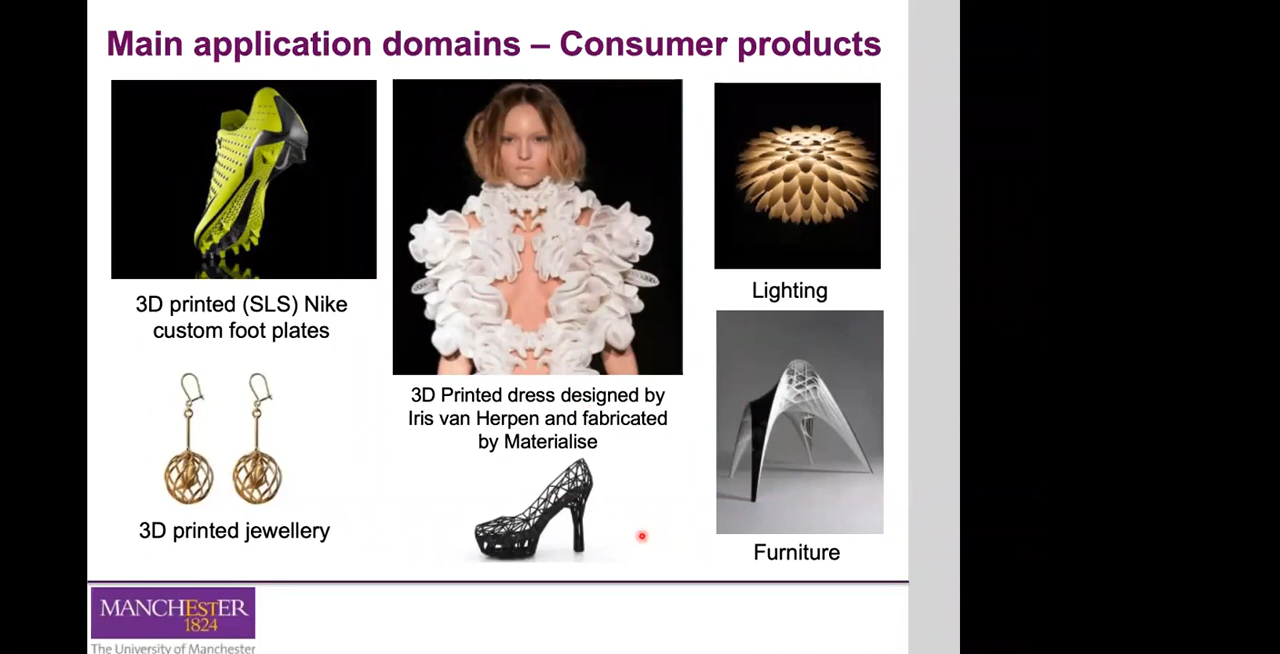 Main application domains – Consumer products
3D printed (SLS) Nike
custom foot plates
3D printed jewellery
3D Printed dress designed by
Iris van Herpen and fabricated
by Materialise
Lighting
Furniture
MANCHESTER
1824
The University of Manchester